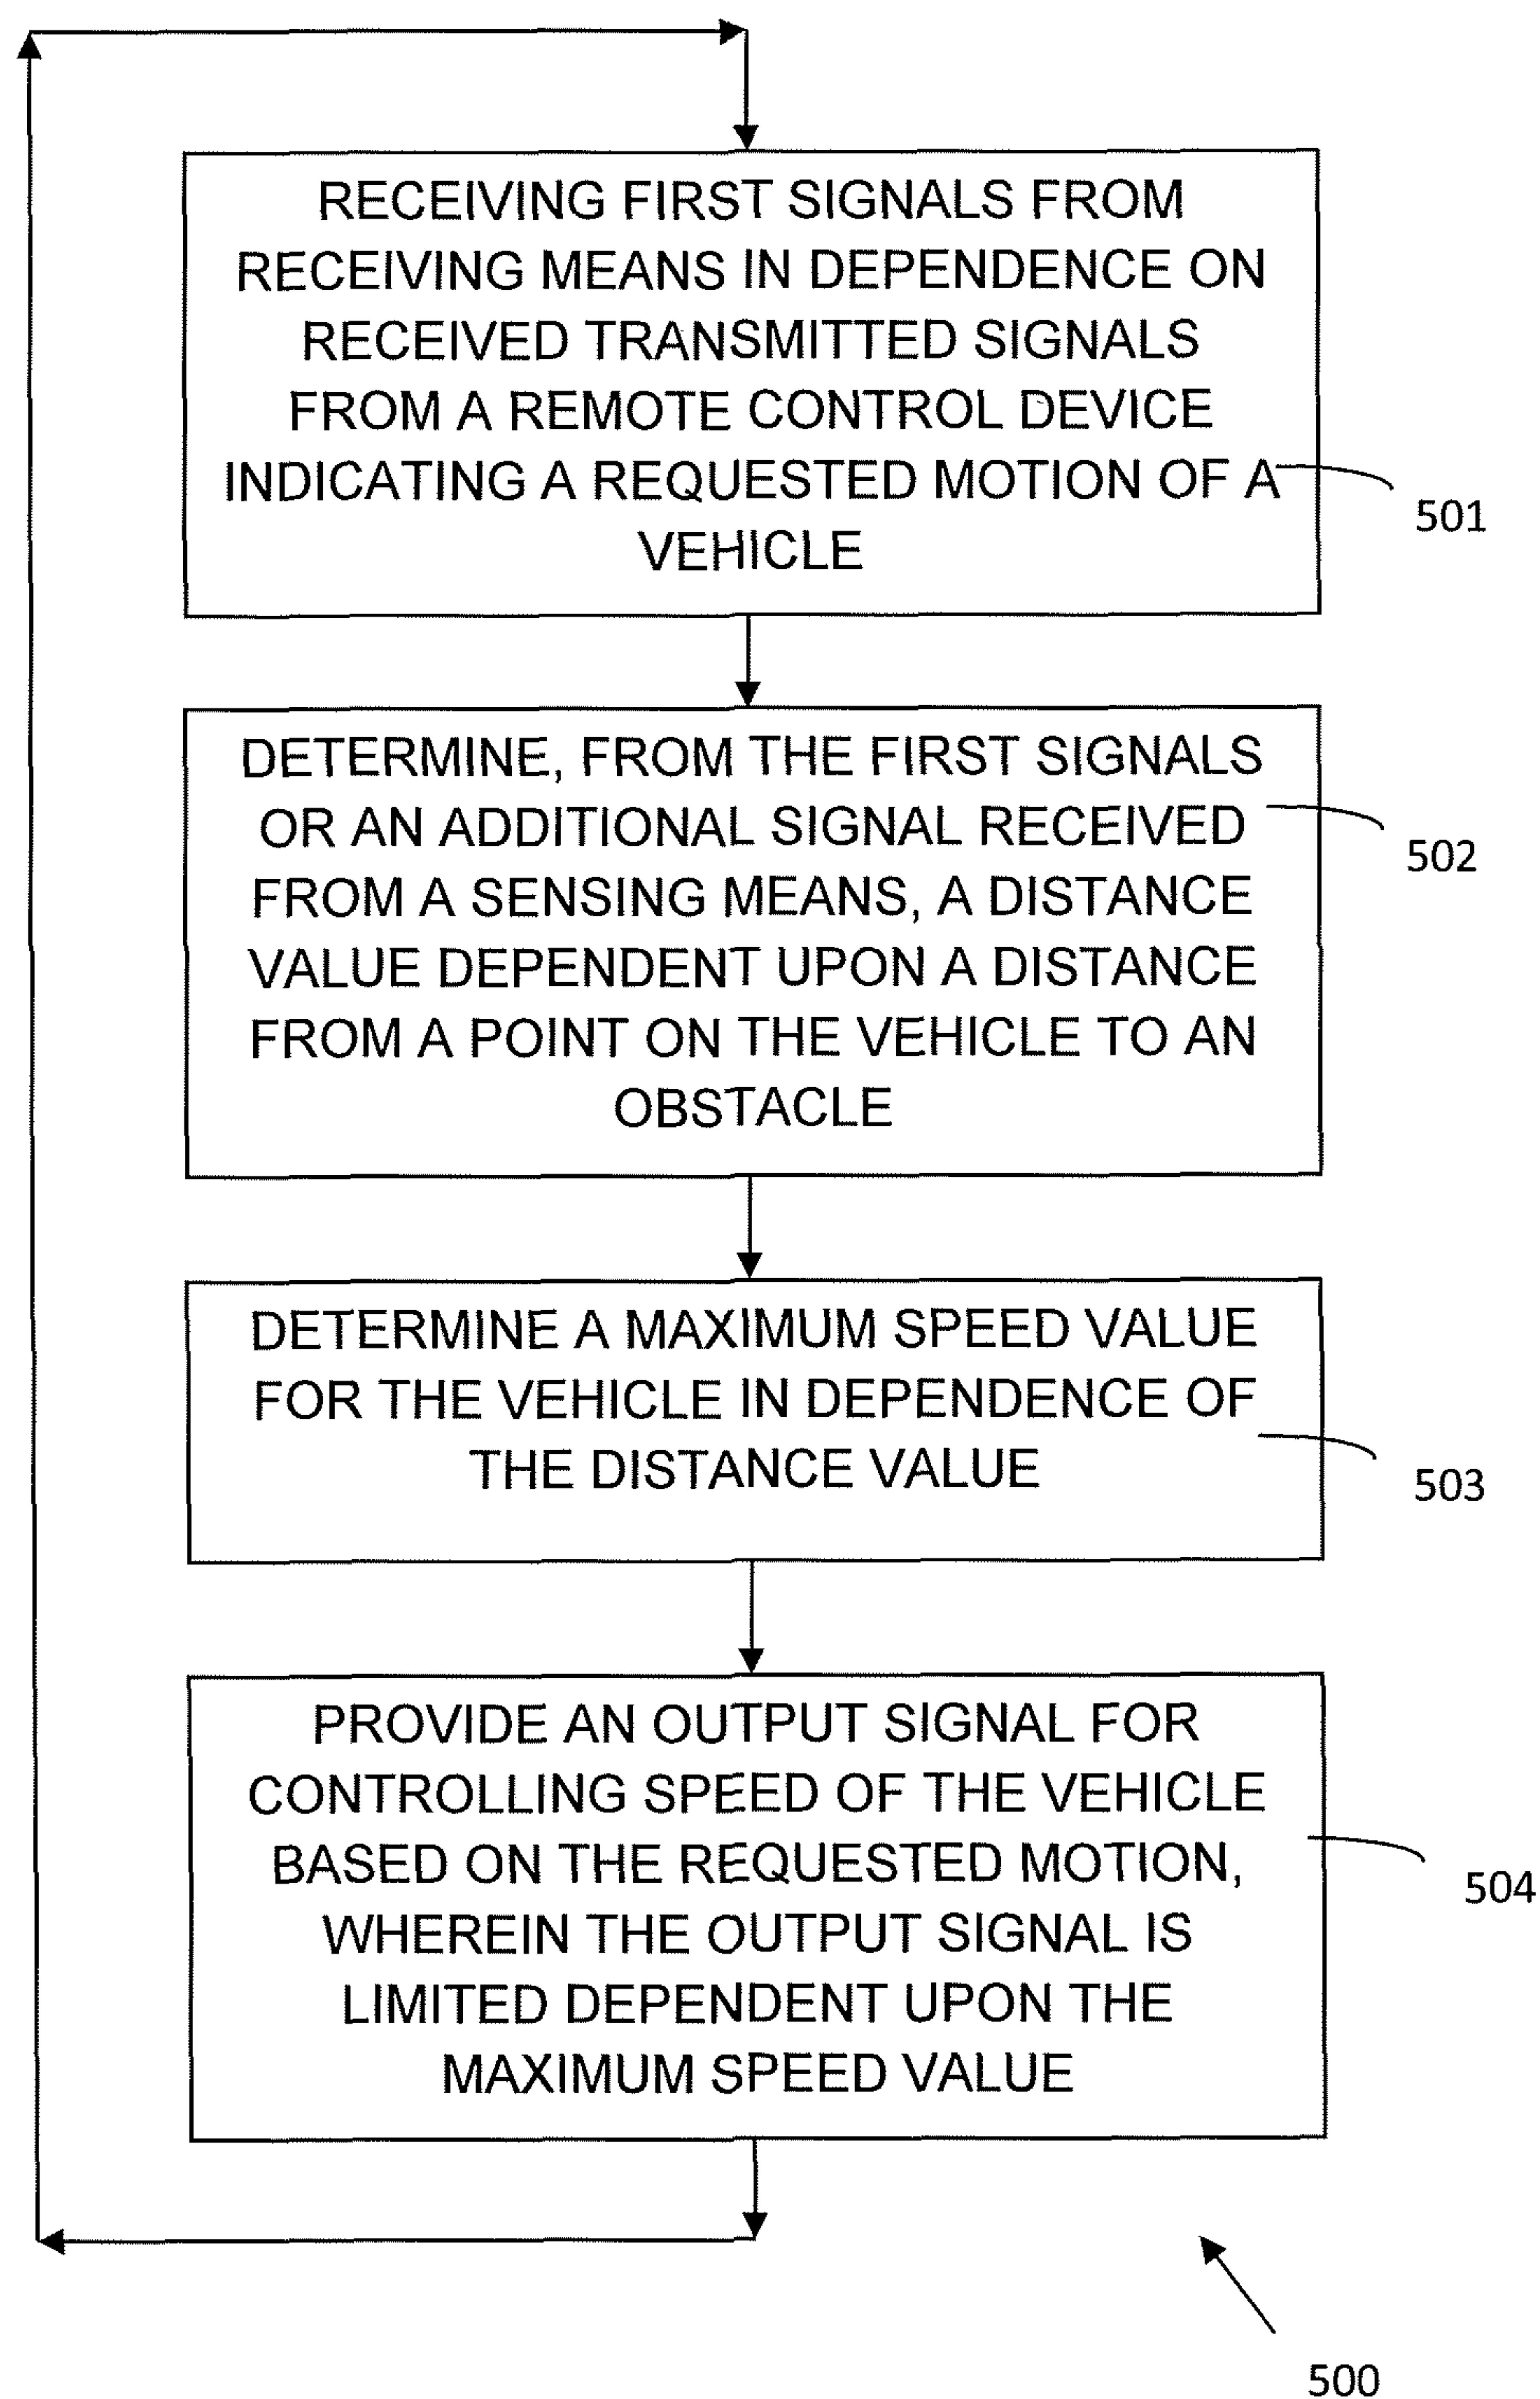 RECEIVING FIRST SIGNALS FROM
RECEIVING MEANS IN DEPENDENCE ON
RECEIVED TRANSMITTED SIGNALS
FROM A REMOTE CONTROL DEVICE
INDICATING A REQUESTED MOTION OF A
VEHICLE
501
DETERMINE, FROM THE FIRST SIGNALS
OR AN ADDITIONAL SIGNAL RECEIVED
FROM A SENSING MEANS, A DISTANCE
VALUE DEPENDENT UPON A DISTANCE
FROM A POINT ON THE VEHICLE TO AN
OBSTACLE
502
DETERMINE A MAXIMUM SPEED VALUE
FOR THE VEHICLE IN DEPENDENCE OF
THE DISTANCE VALUE
503
PROVIDE AN OUTPUT SIGNAL FOR
CONTROLLING SPEED OF THE VEHICLE
BASED ON THE REQUESTED MOTION,
WHEREIN THE OUTPUT SIGNAL IS
LIMITED DEPENDENT UPON THE
MAXIMUM SPEED VALUE
504
500